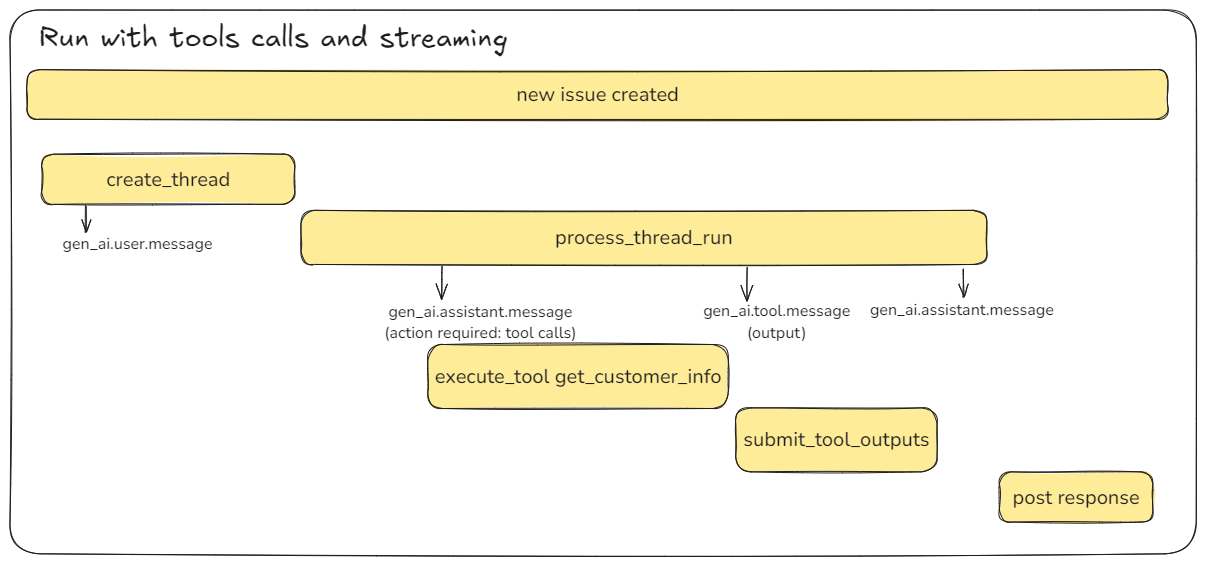 Run with tools calls and streaming
new issue created
create_thread
gen_ai.user.message
process_thread_run
gen_ai.assistant.message
(action required: tool calls)
gen_ai.tool.message
(output)
gen_ai.assistant.message
execute_tool get_customer_info
submit_tool_outputs
post response